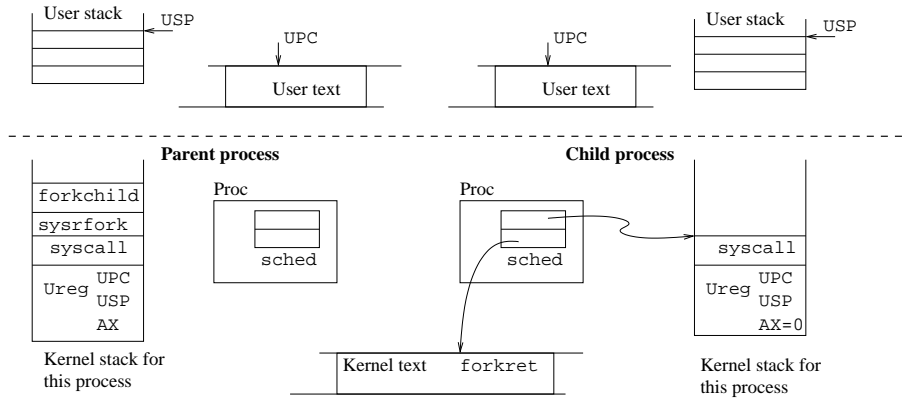 User stack
USP
UPC
User text
UPC
User text
User stack
USP
Parent process
Child process
forkchild
sysrfork
syscall
Ureg
UPC
USP
AX
Kernel stack for
this process
Proc
sched
Proc
sched
Kernel text
forkret
syscall
Ureg
UPC
USP
AX=0
Kernel stack for
this process